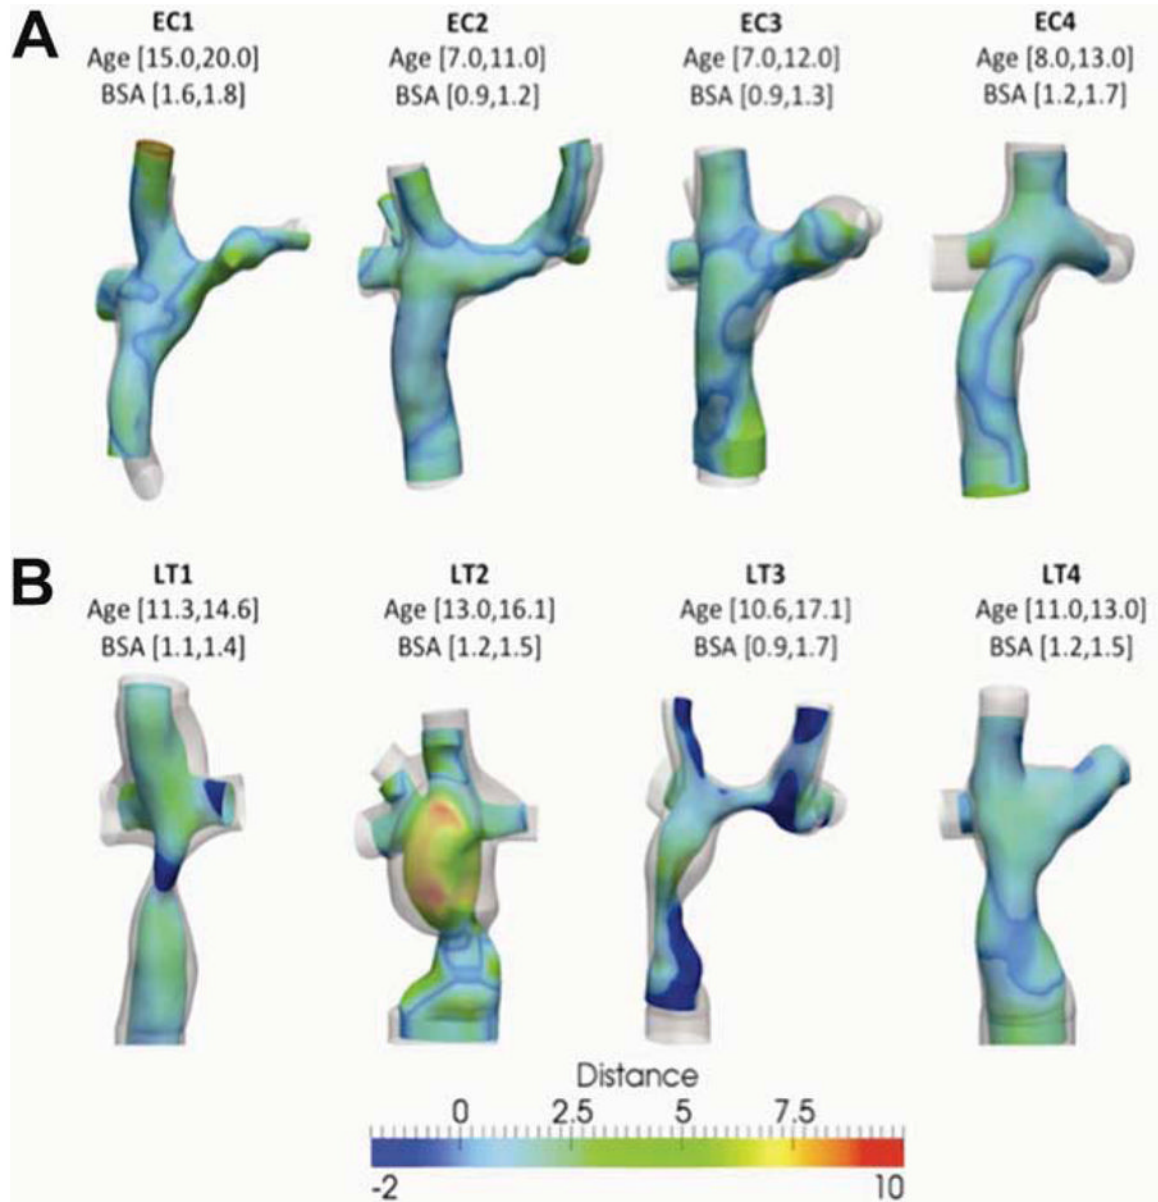 A
EC1
Age [15.0,20.0]
BSA [1.6,1.8]
EC2
Age [7.0,11.0]
BSA [0.9,1.2]
EC3
Age [7.0,12.0]
BSA [0.9,1.3]
EC4
Age [8.0,13.0]
BSA [1.2,1.7]
B
LT1
Age [11.3,14.6]
BSA [1.1,1.4]
LT2
Age [13.0,16.1]
BSA [1.2,1.5]
LT3
Age [10.6,17.1]
BSA [0.9,1.7]
LT4
Age [11.0,13.0]
BSA [1.2,1.5]
Distance
0 2.5 5 7.5
-2 10